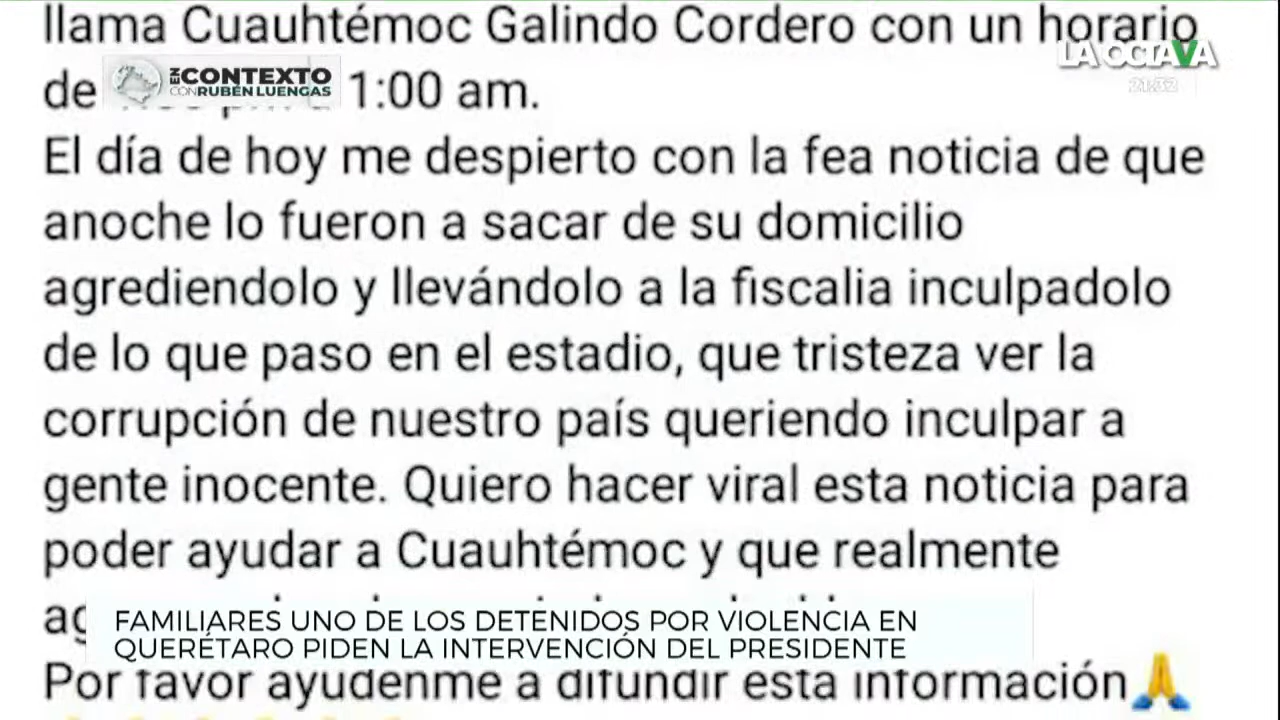 llama Cuauhtémoc Galindo Cordero con un horario
LA OCTAVA
21:32
EN CONTEXTO
CON RUBÉN LUENGAS
de 1:00 am.
El día de hoy me despierto con la fea noticia de que
anoche lo fueron a sacar de su domicilio
agrediendolo y llevándolo a la fiscalia inculpadolo
de lo que paso en el estadio, que tristeza ver la
corrupción de nuestro país queriendo inculpar a
gente inocente. Quiero hacer viral esta noticia para
poder ayudar a Cuauhtémoc y que realmente
FAMILIARES UNO DE LOS DETENIDOS POR VIOLENCIA EN
QUERÉTARO PIDEN LA INTERVENCIÓN DEL PRESIDENTE
Por favor ayudenme a difundir esta información🙏